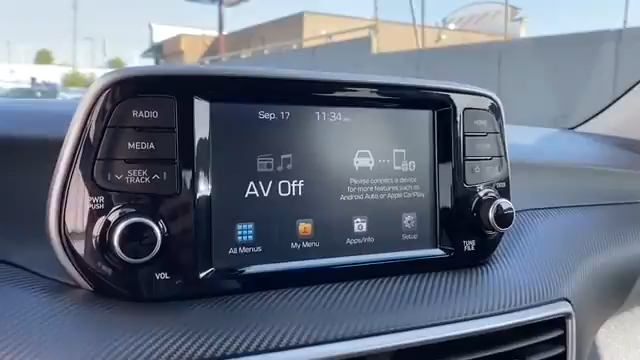 RADIO
MEDIA
SEEK
TRACK
PWR
PUSH
VOL
Sep. 17
11:34
AV Off
Please connect a device
for more features such as
Android Auto or Apple CarPlay.
All Menus
My Menu
Apps/Info
Setup
HOME
TUNE
FILE